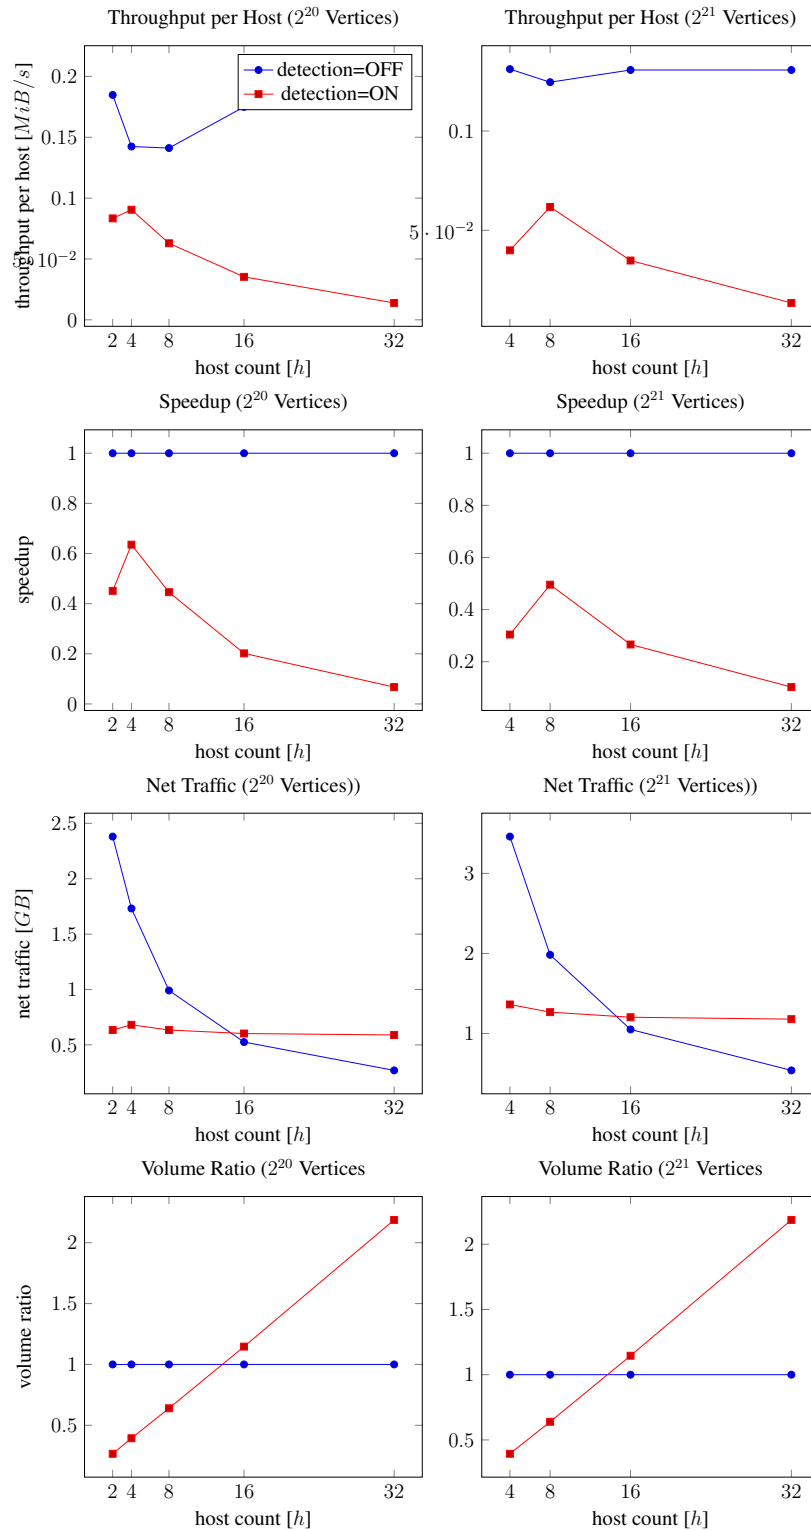 Throughput per Host (2^20 Vertices)
0
5 · 10^−2
0.1
0.15
0.2
throughput per host [MiB/s]
2 4 8 16 32
host count [h]
detection=OFF
detection=ON
Throughput per Host (2^21 Vertices)
5 · 10^−2
0.1
4 8 16 32
host count [h]
Speedup (2^20 Vertices)
0
0.2
0.4
0.6
0.8
1
speedup
2 4 8 16 32
host count [h]
Speedup (2^21 Vertices)
0.2
0.4
0.6
0.8
1
4 8 16 32
host count [h]
Net Traffic (2^20 Vertices))
0.5
1
1.5
2
2.5
net traffic [GB]
2 4 8 16 32
host count [h]
Net Traffic (2^21 Vertices))
1
2
3
4 8 16 32
host count [h]
Volume Ratio (2^20 Vertices
0.5
1
1.5
2
volume ratio
2 4 8 16 32
host count [h]
Volume Ratio (2^21 Vertices
0.5
1
1.5
2
4 8 16 32
host count [h]